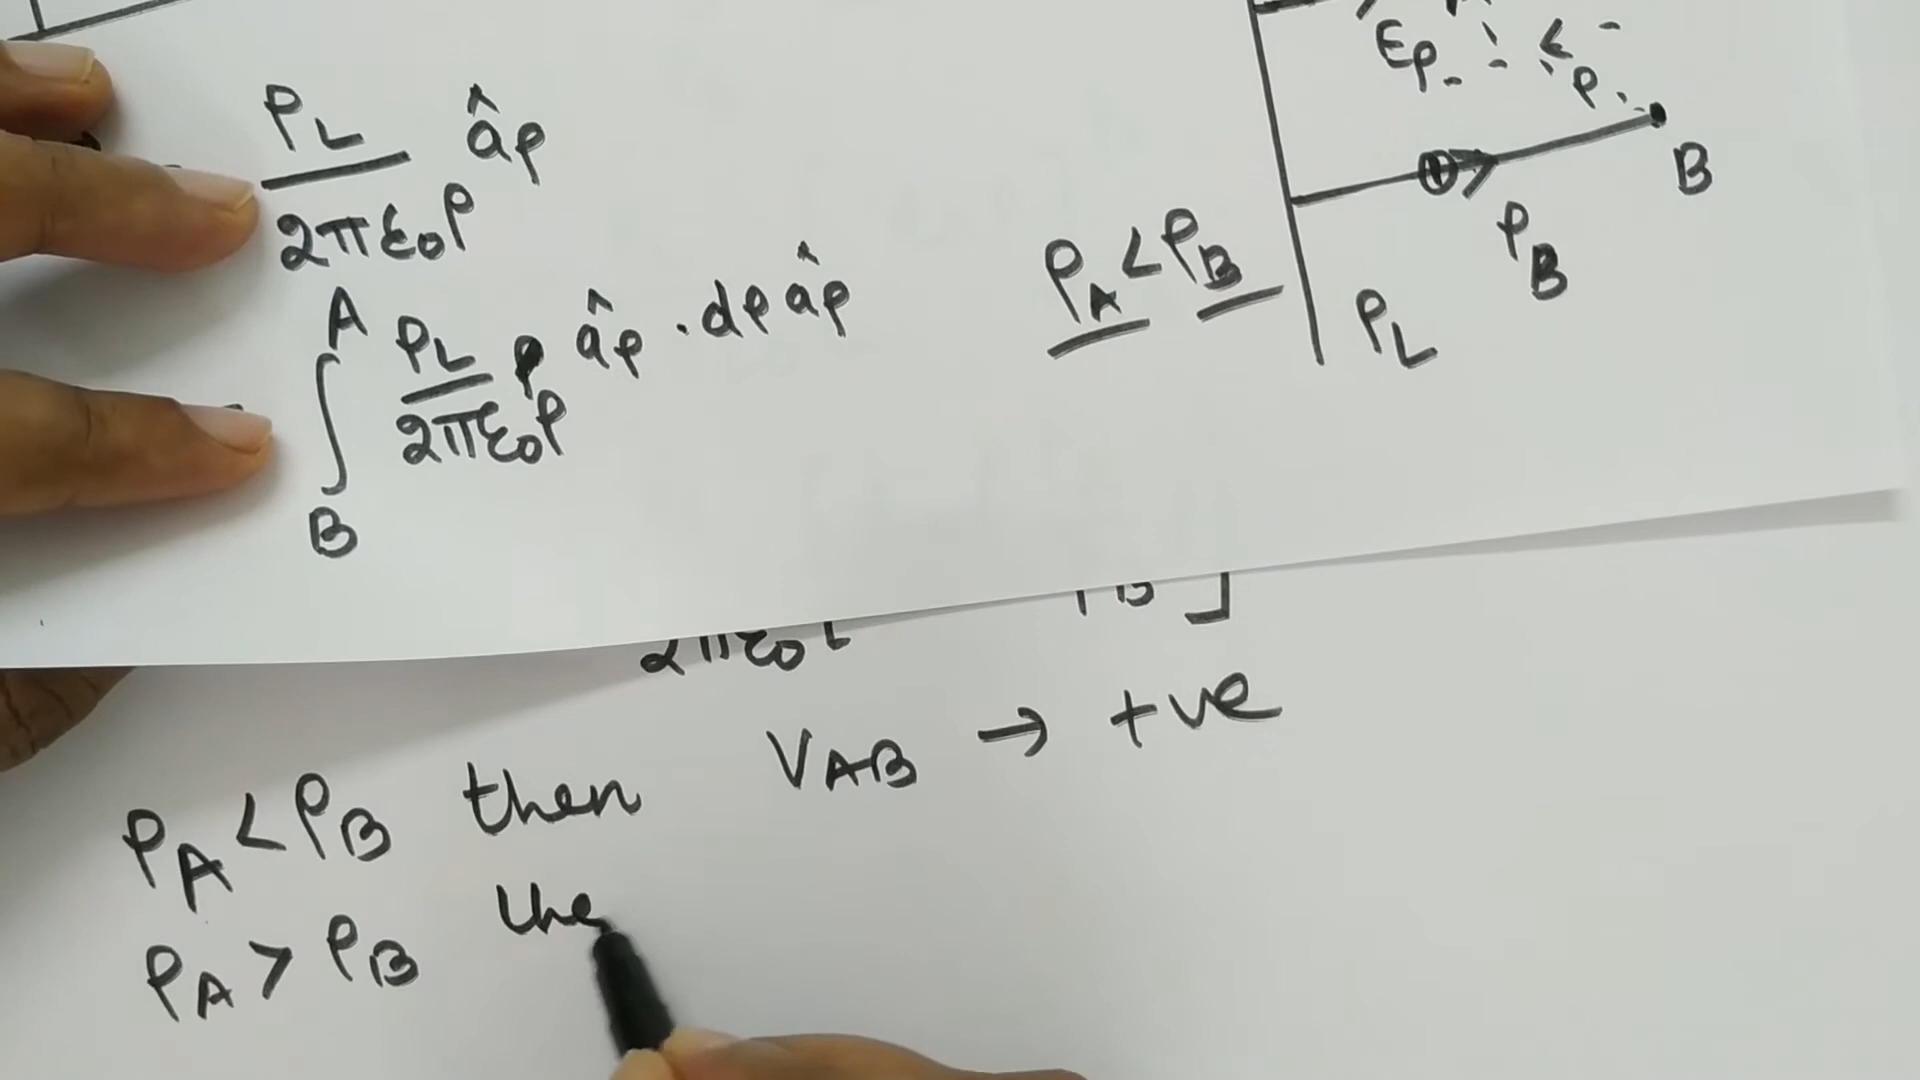 ρL / 2πε₀ρ âρ
∫ A B ρL / 2πε₀ρ âρ · dρ âρ
ρA < ρB
Eρ
ρ
B
ρB
ρL
2πε₀
ρA < ρB then VAB → +ve
ρA > ρB the